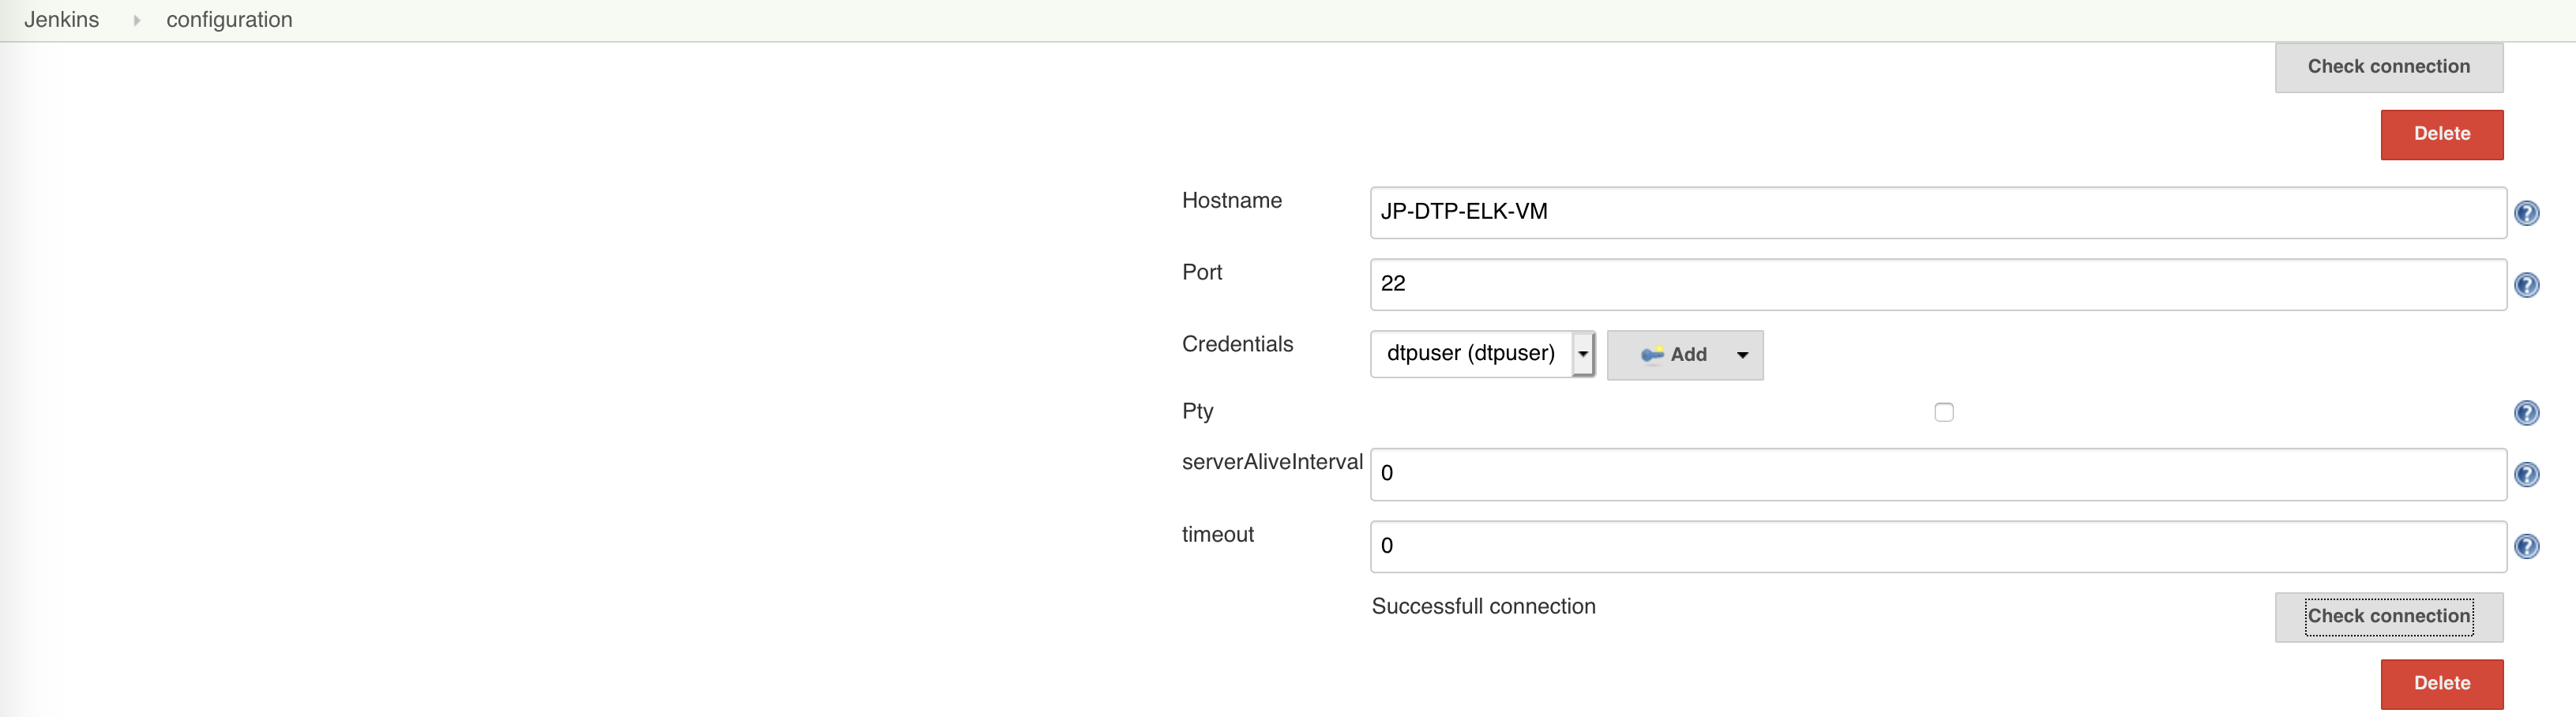 Jenkins configuration
Check connection
Delete
Hostname JP-DTP-ELK-VM
Port 22
Credentials dtpuser (dtpuser) Add
Pty
serverAliveInterval 0
timeout 0
Successfull connection Check connection
Delete